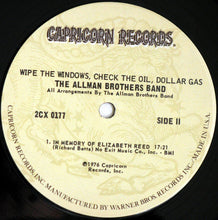 CAPRICORN RECORDS
WIPE THE WINDOWS, CHECK THE OIL, DOLLAR GAS
THE ALLMAN BROTHERS BAND
All Arrangements By The Allman Brothers Band
2CX 0177
SIDE II
1. IN MEMORY OF ELIZABETH REED 17:21
(Richard Betts) No Exit Music Co., Inc. - BMI
℗1976 Capricorn
Records, Inc.
CAPRICORN RECORDS, INC., MANUFACTURED BY WARNER BROS. RECORDS INC., MADE IN U.S.A.